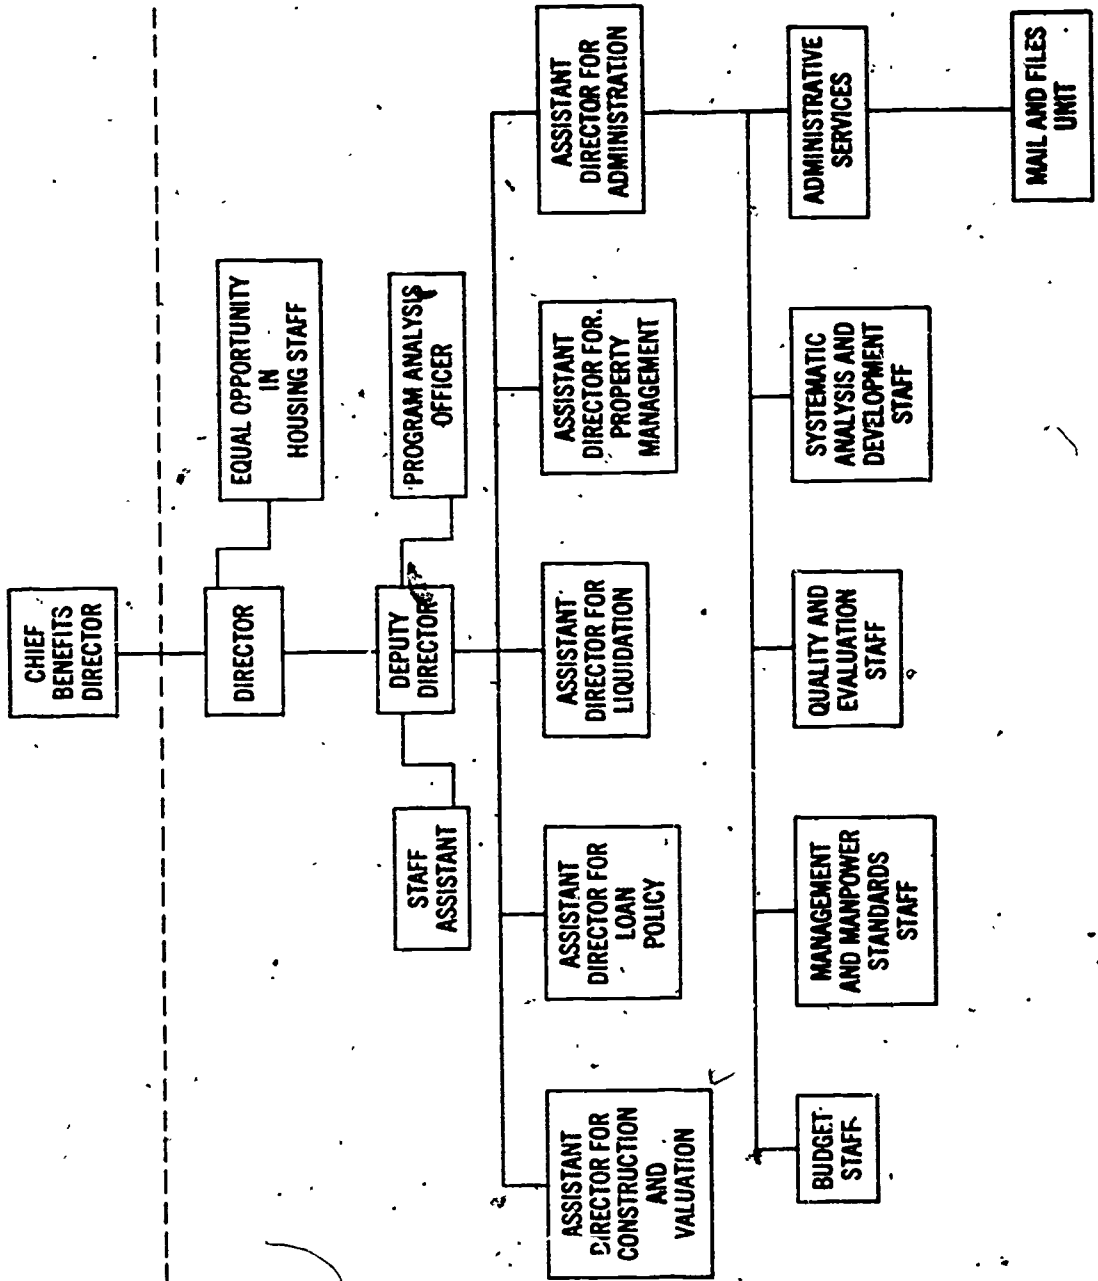 CHIEF
BENEFITS
DIRECTOR
DIRECTOR
EQUAL OPPORTUNITY
IN
HOUSING STAFF
DEPUTY
DIRECTOR
STAFF
ASSISTANT
PROGRAM ANALYSIS
OFFICER
ASSISTANT
DIRECTOR FOR
CONSTRUCTION
AND
VALUATION
ASSISTANT
DIRECTOR FOR
LOAN
POLICY
ASSISTANT
DIRECTOR FOR
LIQUIDATION
ASSISTANT
DIRECTOR FOR
PROPERTY
MANAGEMENT
ASSISTANT
DIRECTOR FOR
ADMINISTRATION
BUDGET
STAFF
MANAGEMENT
AND MANPOWER
STANDARDS
STAFF
QUALITY AND
EVALUATION
STAFF
SYSTEMATIC
ANALYSIS AND
DEVELOPMENT
STAFF
ADMINISTRATIVE
SERVICES
MAIL AND FILES
UNIT